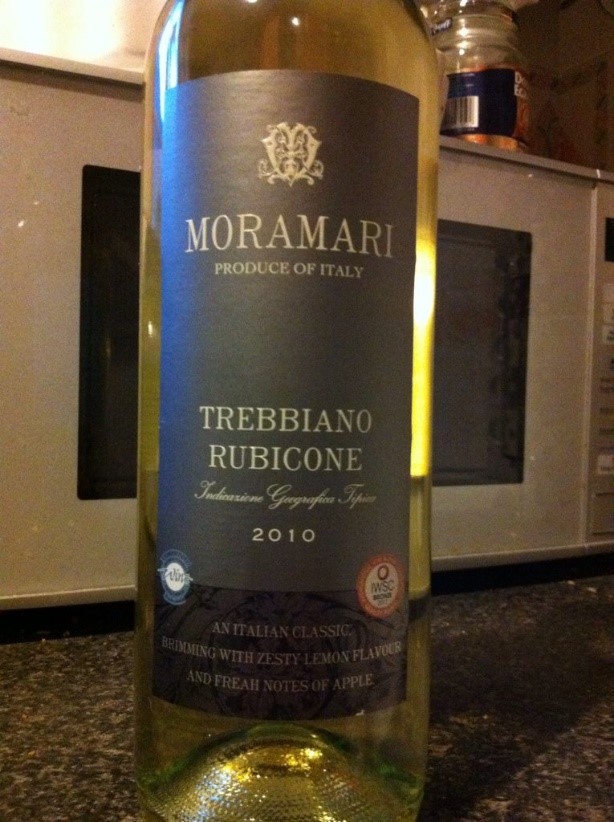 MORAMARI
PRODUCE OF ITALY
TREBBIANO
RUBICONE
Indicazione Geografica Tipica
2010
IWSC
BRONZE
AN ITALIAN CLASSIC,
BRIMMING WITH ZESTY LEMON FLAVOUR
AND FREAH NOTES OF APPLE